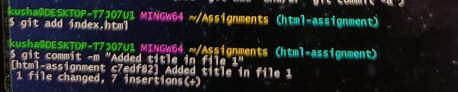 kusha@DESKTOP-T7307U1 MINGW64 ~/Assignments (html-assignment)
$ git add index.html
kusha@DESKTOP-T7307U1 MINGW64 ~/Assignments (html-assignment)
$ git commit -m "Added title in file 1"
[html-assignment c7edf82] Added title in file 1
1 file changed, 7 insertions(+)